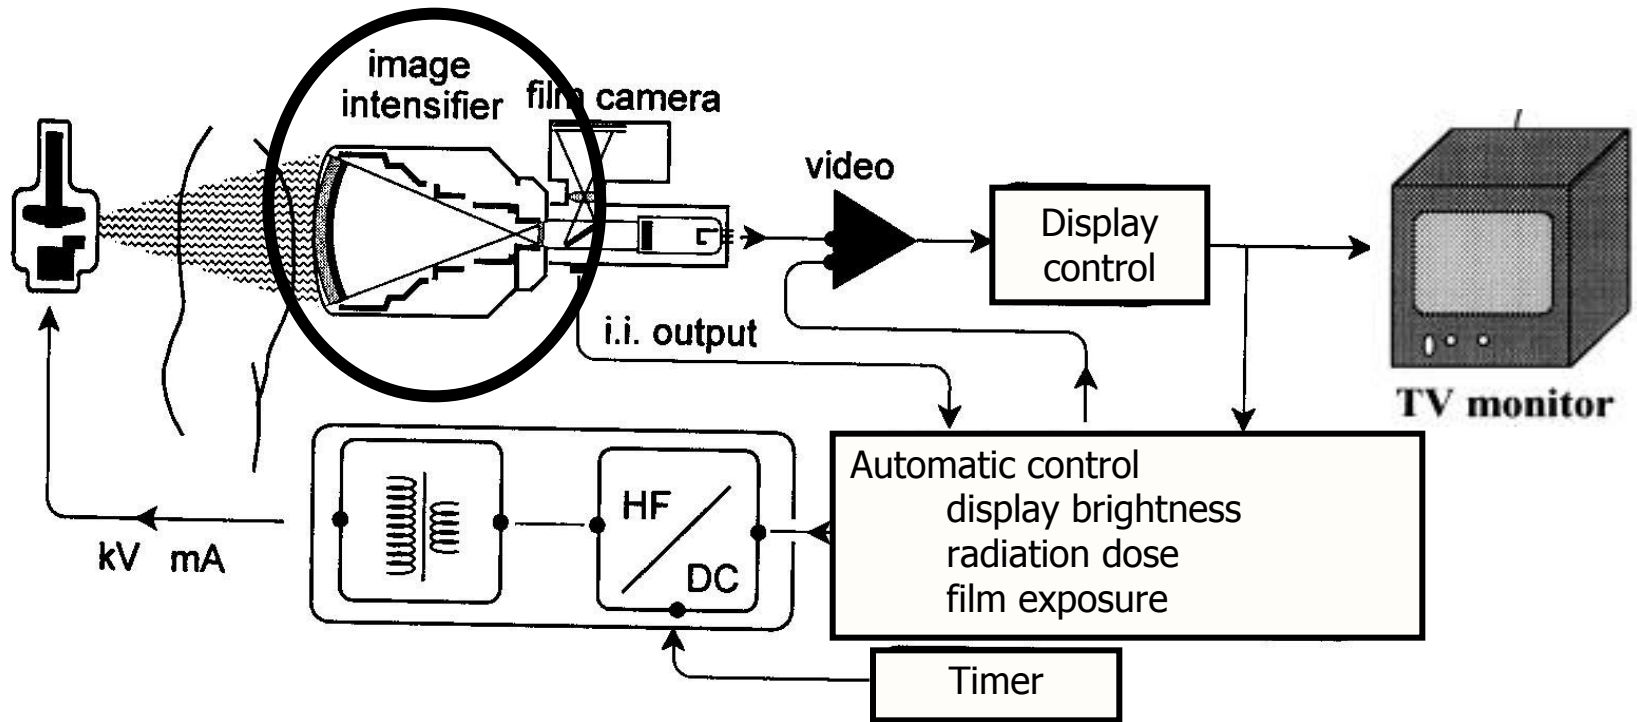 image
intensifier
film camera
video
Display
control
i.i. output
TV monitor
Automatic control
display brightness
radiation dose
film exposure
HF
DC
kV mA
Timer